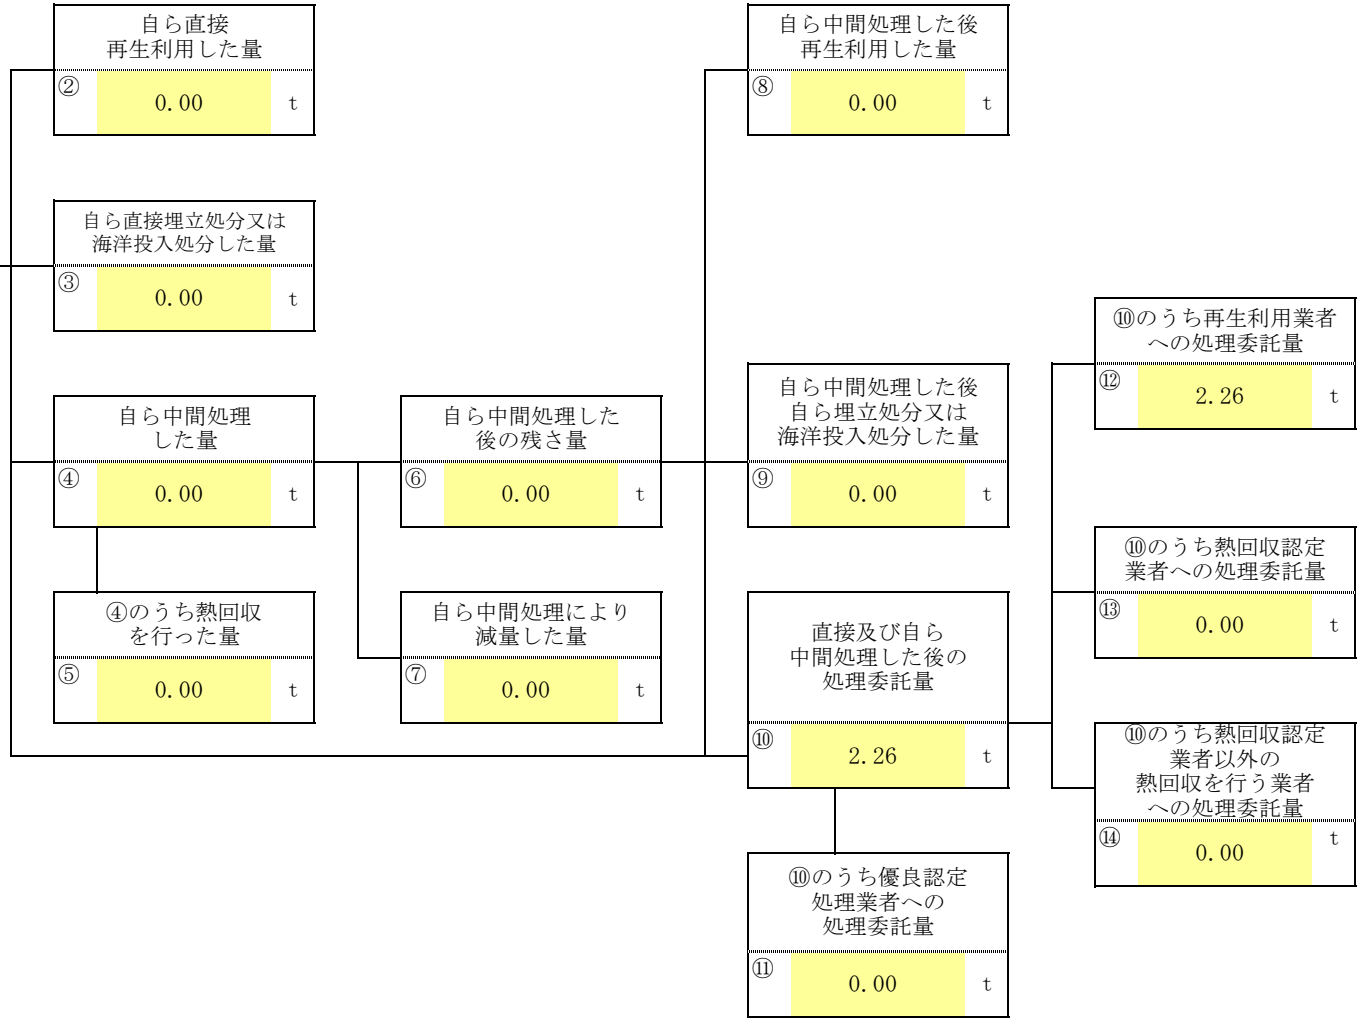 自ら直接
再生利用した量
②
0.00
t
自ら中間処理した後
再生利用した量
⑧
0.00
t
自ら直接埋立処分又は
海洋投入処分した量
③
0.00
t
⑩のうち再生利用業者
への処理委託量
⑫
2.26
t
自ら中間処理
した量
④
0.00
t
自ら中間処理した
後の残さ量
⑥
0.00
t
自ら中間処理した後
自ら埋立処分又は
海洋投入処分した量
⑨
0.00
t
⑩のうち熱回収認定
業者への処理委託量
⑬
0.00
t
④のうち熱回収
を行った量
⑤
0.00
t
自ら中間処理により
減量した量
⑦
0.00
t
直接及び自ら
中間処理した後の
処理委託量
⑩
2.26
t
⑩のうち熱回収認定
業者以外の
熱回収を行う業者
への処理委託量
⑭
0.00
t
⑩のうち優良認定
処理業者への
処理委託量
⑪
0.00
t